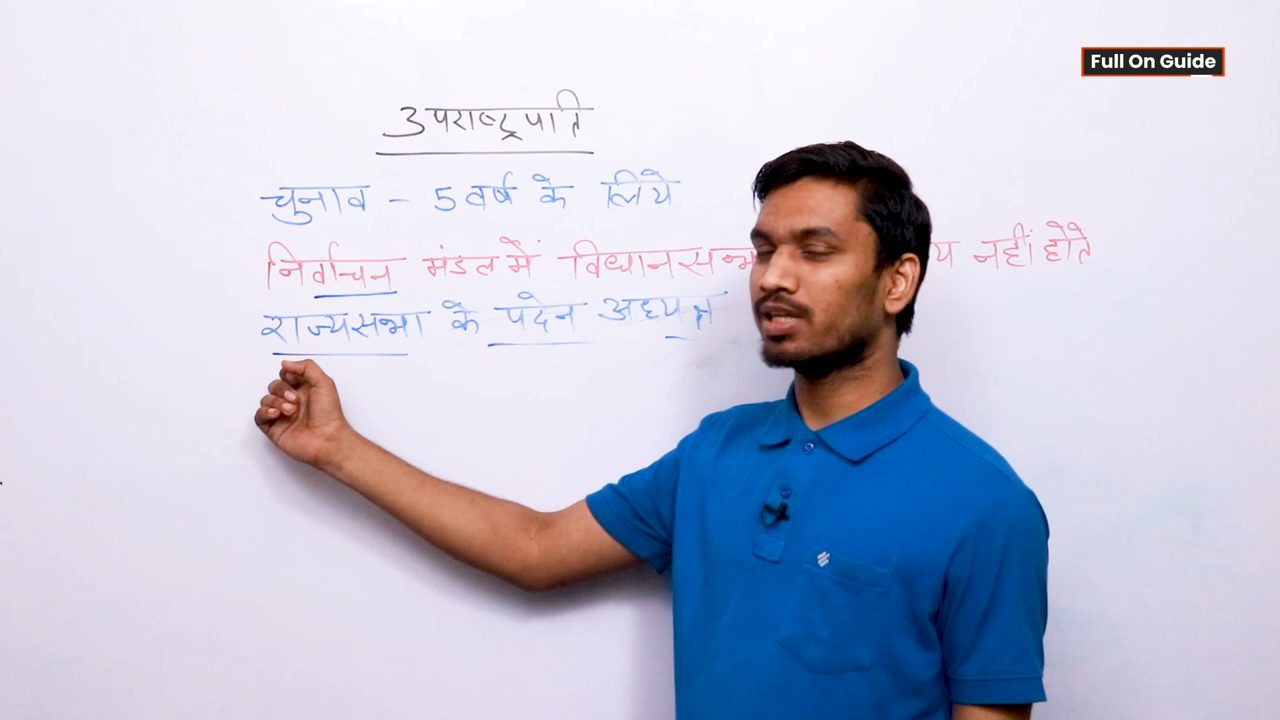 Full On Guide
उपराष्ट्रपति
चुनाव - 5 वर्ष के लिये
निर्वाचन मंडल में विधानसभा य नहीं होते
राज्यसभा के पदेन अध्यक्ष